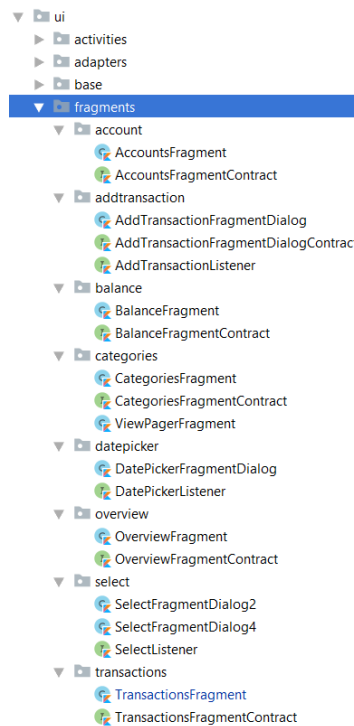 ui
activities
adapters
base
fragments
account
AccountsFragment
AccountsFragmentContract
addtransaction
AddTransactionFragmentDialog
AddTransactionFragmentDialogContrac
AddTransactionListener
balance
BalanceFragment
BalanceFragmentContract
categories
CategoriesFragment
CategoriesFragmentContract
ViewPagerFragment
datepicker
DatePickerFragmentDialog
DatePickerListener
overview
OverviewFragment
OverviewFragmentContract
select
SelectFragmentDialog2
SelectFragmentDialog4
SelectListener
transactions
TransactionsFragment
TransactionsFragmentContract